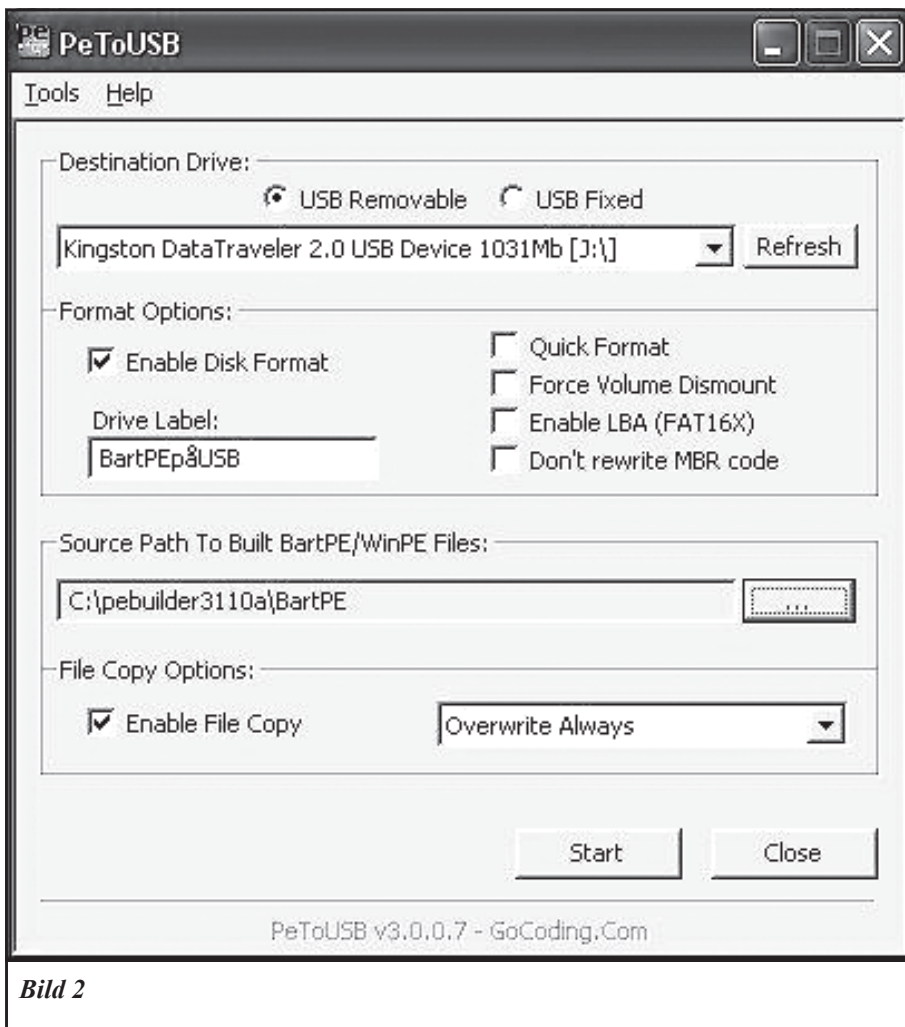 PeToUSB
Tools Help
Destination Drive:
USB Removable USB Fixed
Kingston DataTraveler 2.0 USB Device 1031Mb [J:\] Refresh
Format Options:
Enable Disk Format
Quick Format
Force Volume Dismount
Drive Label:
Enable LBA (FAT16X)
BartPEpåUSB
Don't rewrite MBR code
Source Path To Built BartPE/WinPE Files:
C:\pebuilder3110a\BartPE ...
File Copy Options:
Enable File Copy Overwrite Always
Start Close
PeToUSB v3.0.0.7 - GoCoding.Com
Bild 2